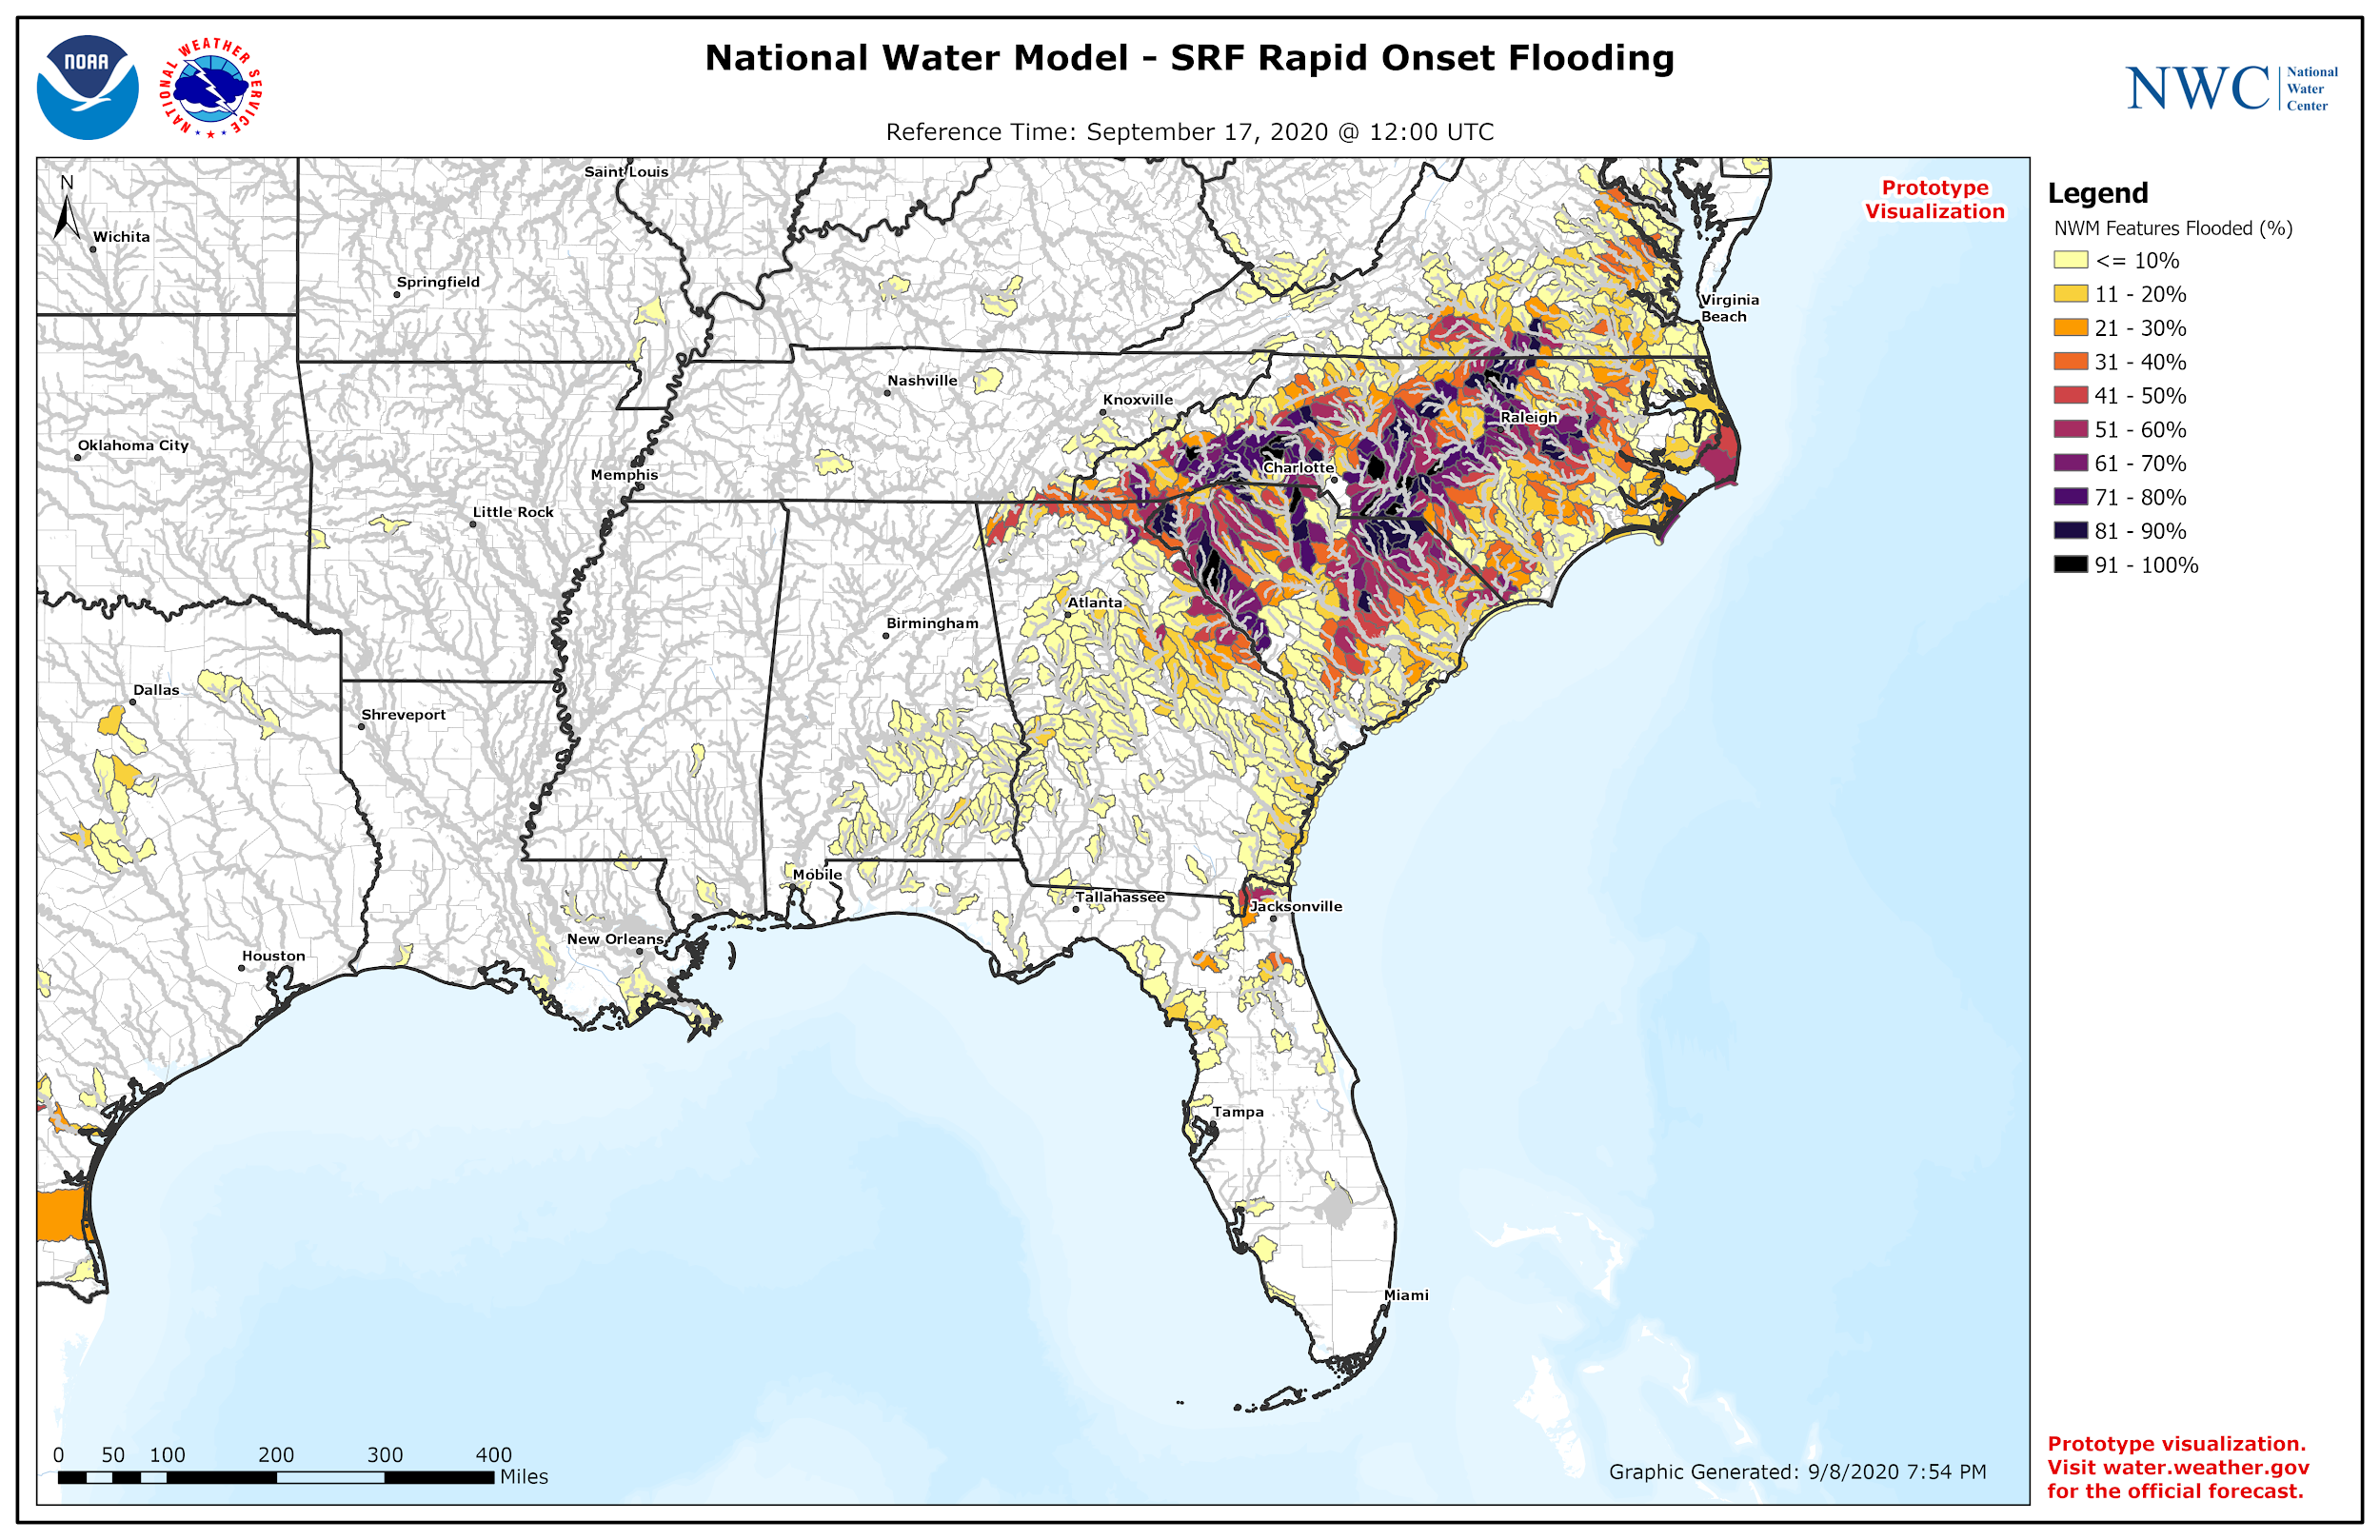 National Water Model - SRF Rapid Onset Flooding
Reference Time: September 17, 2020 @ 12:00 UTC
NOAA
NATIONAL WEATHER SERVICE
NWC
National
Water
Center
Prototype
Visualization
Legend
NWM Features Flooded (%)
<= 10%
11 - 20%
21 - 30%
31 - 40%
41 - 50%
51 - 60%
61 - 70%
71 - 80%
81 - 90%
91 - 100%
N
Saint Louis
Wichita
Springfield
Virginia
Beach
Nashville
Knoxville
Raleigh
Oklahoma City
Memphis
Charlotte
Little Rock
Atlanta
Birmingham
Dallas
Shreveport
Mobile
Tallahassee
Jacksonville
New Orleans
Houston
Tampa
Miami
0 50 100 200 300 400
Miles
Graphic Generated: 9/8/2020 7:54 PM
Prototype visualization.
Visit water.weather.gov
for the official forecast.